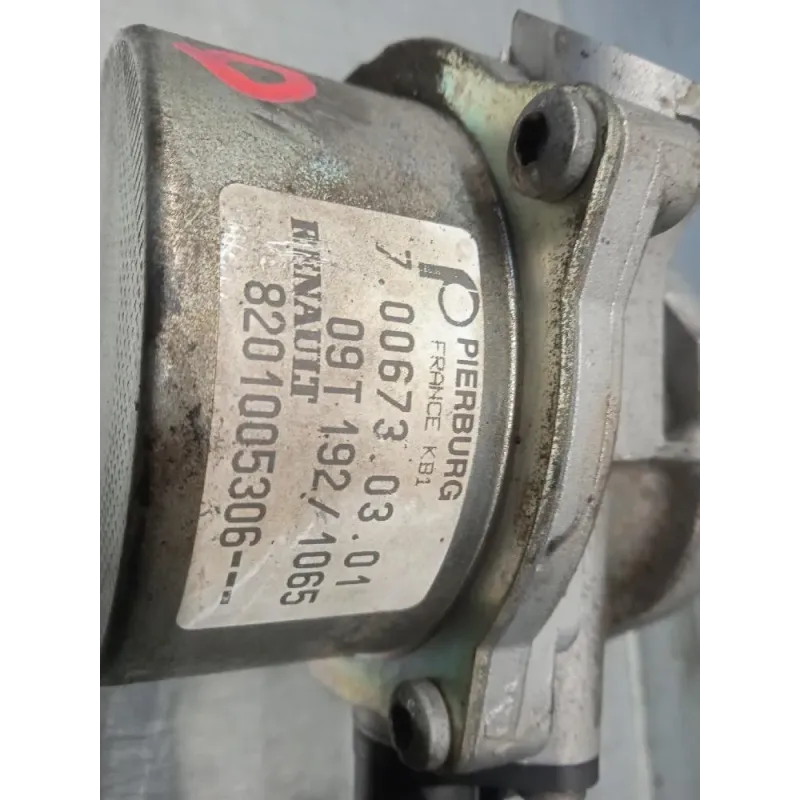 PIERBURG
FRANCE KB1
7.00673.03.01
09T 192/1065
RENAULT
8201005306---